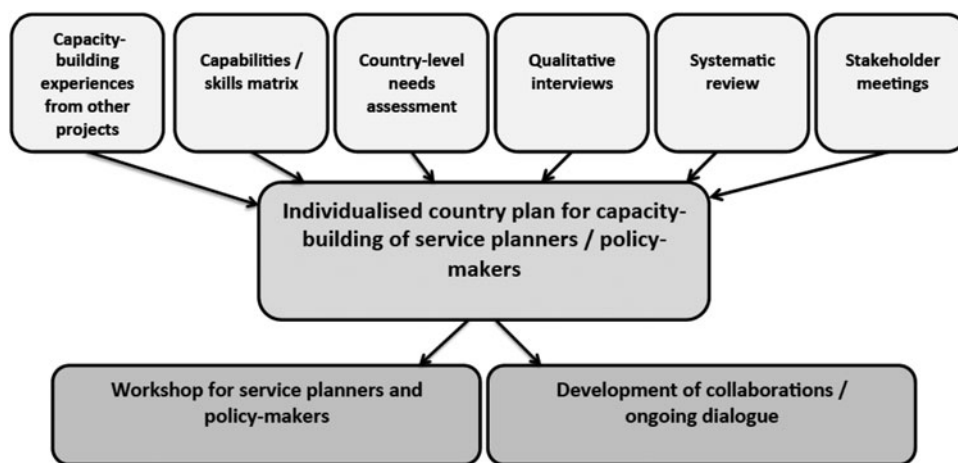 Capacity-
building
experiences
from other
projects
Capabilities /
skills matrix
Country-level
needs
assessment
Qualitative
interviews
Systematic
review
Stakeholder
meetings
Individualised country plan for capacity-
building of service planners / policy-
makers
Workshop for service planners and
policy-makers
Development of collaborations /
ongoing dialogue